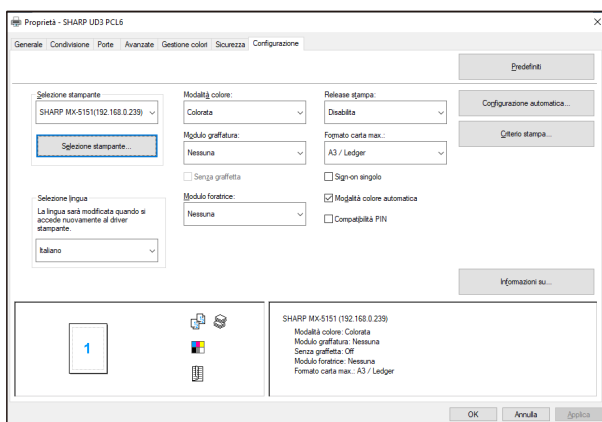 Proprietà - SHARP UD3 PCL6
Generale Condivisione Porte Avanzate Gestione colori Sicurezza Configurazione
Predefiniti
Selezione stampante
SHARP MX-5151(192.168.0.239)
Selezione stampante...
Selezione lingua
La lingua sarà modificata quando si
accede nuovamente al driver
stampante.
Italiano
Modalità colore:
Colorata
Modulo graffatura:
Nessuna
Senza graffetta
Modulo foratrice:
Nessuna
Release stampa:
Disabilita
Formato carta max.:
A3 / Ledger
Sign-on singolo
Modalità colore automatica
Compatibilità PIN
Configurazione automatica...
Criterio stampa...
Informazioni su...
1
SHARP MX-5151 (192.168.0.239)
Modalità colore: Colorata
Modulo graffatura: Nessuna
Senza graffetta: Off
Modulo foratrice: Nessuna
Formato carta max.: A3 / Ledger
OK Annulla Applica